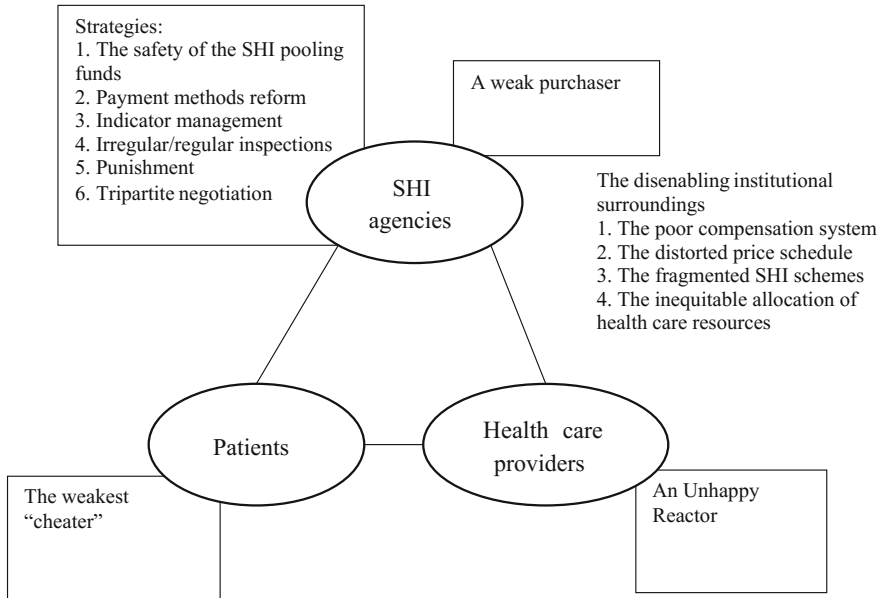 Strategies:
1. The safety of the SHI pooling
funds
2. Payment methods reform
3. Indicator management
4. Irregular/regular inspections
5. Punishment
6. Tripartite negotiation
A weak purchaser
SHI
agencies
The disenabling institutional
surroundings
1. The poor compensation system
2. The distorted price schedule
3. The fragmented SHI schemes
4. The inequitable allocation of
health care resources
Patients
Health care
providers
The weakest
“cheater”
An Unhappy
Reactor